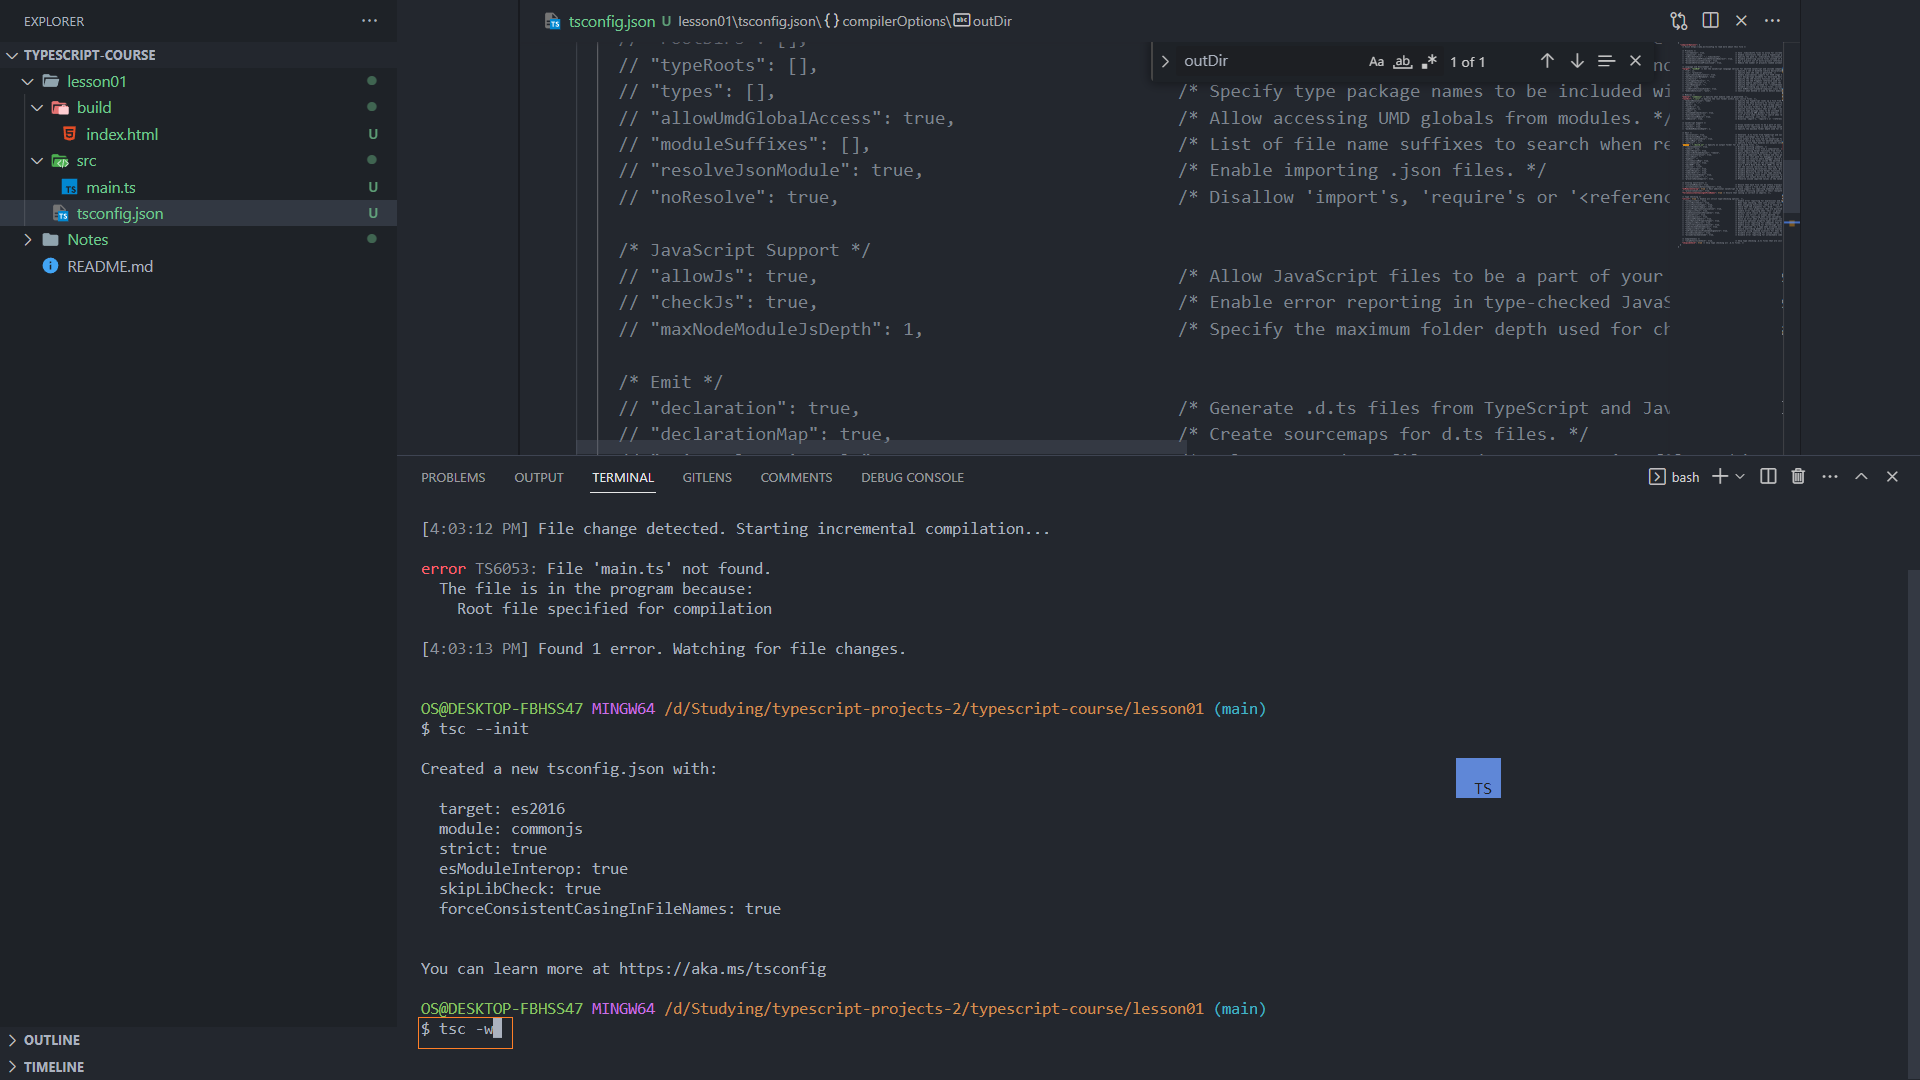 EXPLORER
TYPESCRIPT-COURSE
lesson01
build
index.html U
src
TS main.ts U
TS tsconfig.json U
Notes
README.md
OUTLINE
TIMELINE
TS tsconfig.json U lesson01\tsconfig.json\{}compilerOptions\abc outDir
outDir Aa ab 1 of 1
// "typeRoots": [],
// "types": [], /* Specify type package names to be included wi
// "allowUmdGlobalAccess": true, /* Allow accessing UMD globals from modules. */
// "moduleSuffixes": [], /* List of file name suffixes to search when re
// "resolveJsonModule": true, /* Enable importing .json files. */
// "noResolve": true, /* Disallow 'import's, 'require's or '<referenc
/* JavaScript Support */
// "allowJs": true, /* Allow JavaScript files to be a part of your
// "checkJs": true, /* Enable error reporting in type-checked JavaS
// "maxNodeModuleJsDepth": 1, /* Specify the maximum folder depth used for ch
/* Emit */
// "declaration": true, /* Generate .d.ts files from TypeScript and Jav
// "declarationMap": true, /* Create sourcemaps for d.ts files. */
PROBLEMS OUTPUT TERMINAL GITLENS COMMENTS DEBUG CONSOLE bash
[4:03:12 PM] File change detected. Starting incremental compilation...
error TS6053: File 'main.ts' not found.
The file is in the program because:
Root file specified for compilation
[4:03:13 PM] Found 1 error. Watching for file changes.
OS@DESKTOP-FBHSS47 MINGW64 /d/Studying/typescript-projects-2/typescript-course/lesson01 (main)
$ tsc --init
Created a new tsconfig.json with:
TS
target: es2016
module: commonjs
strict: true
esModuleInterop: true
skipLibCheck: true
forceConsistentCasingInFileNames: true
You can learn more at https://aka.ms/tsconfig
OS@DESKTOP-FBHSS47 MINGW64 /d/Studying/typescript-projects-2/typescript-course/lesson01 (main)
$ tsc -w